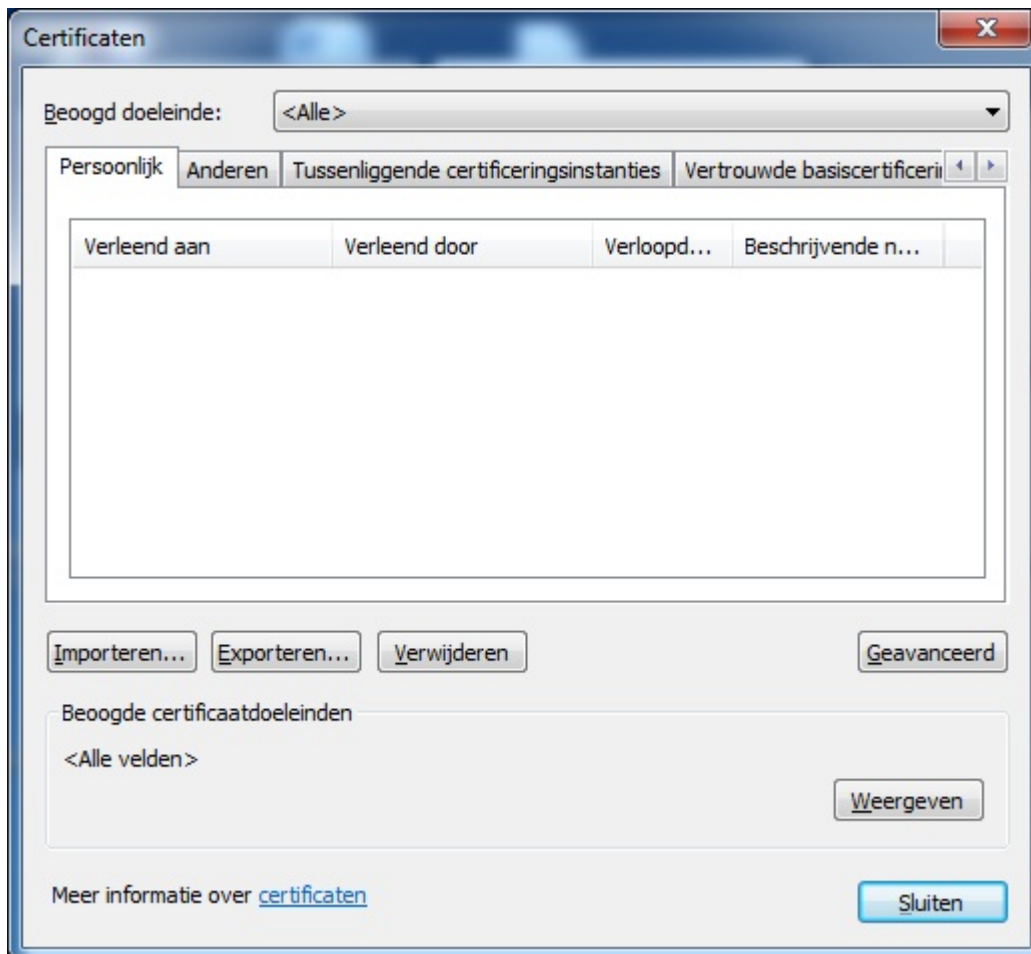 Certificaten
Beoogd doeleinde: <Alle>
Persoonlijk Anderen Tussenliggende certificeringsinstanties Vertrouwde basiscertificerin
Verleend aan Verleend door Verloopd... Beschrijvende n...
Importeren... Exporteren... Verwijderen Geavanceerd
Beoogde certificaatdoeleinden
<Alle velden>
Weergeven
Meer informatie over certificaten
Sluiten